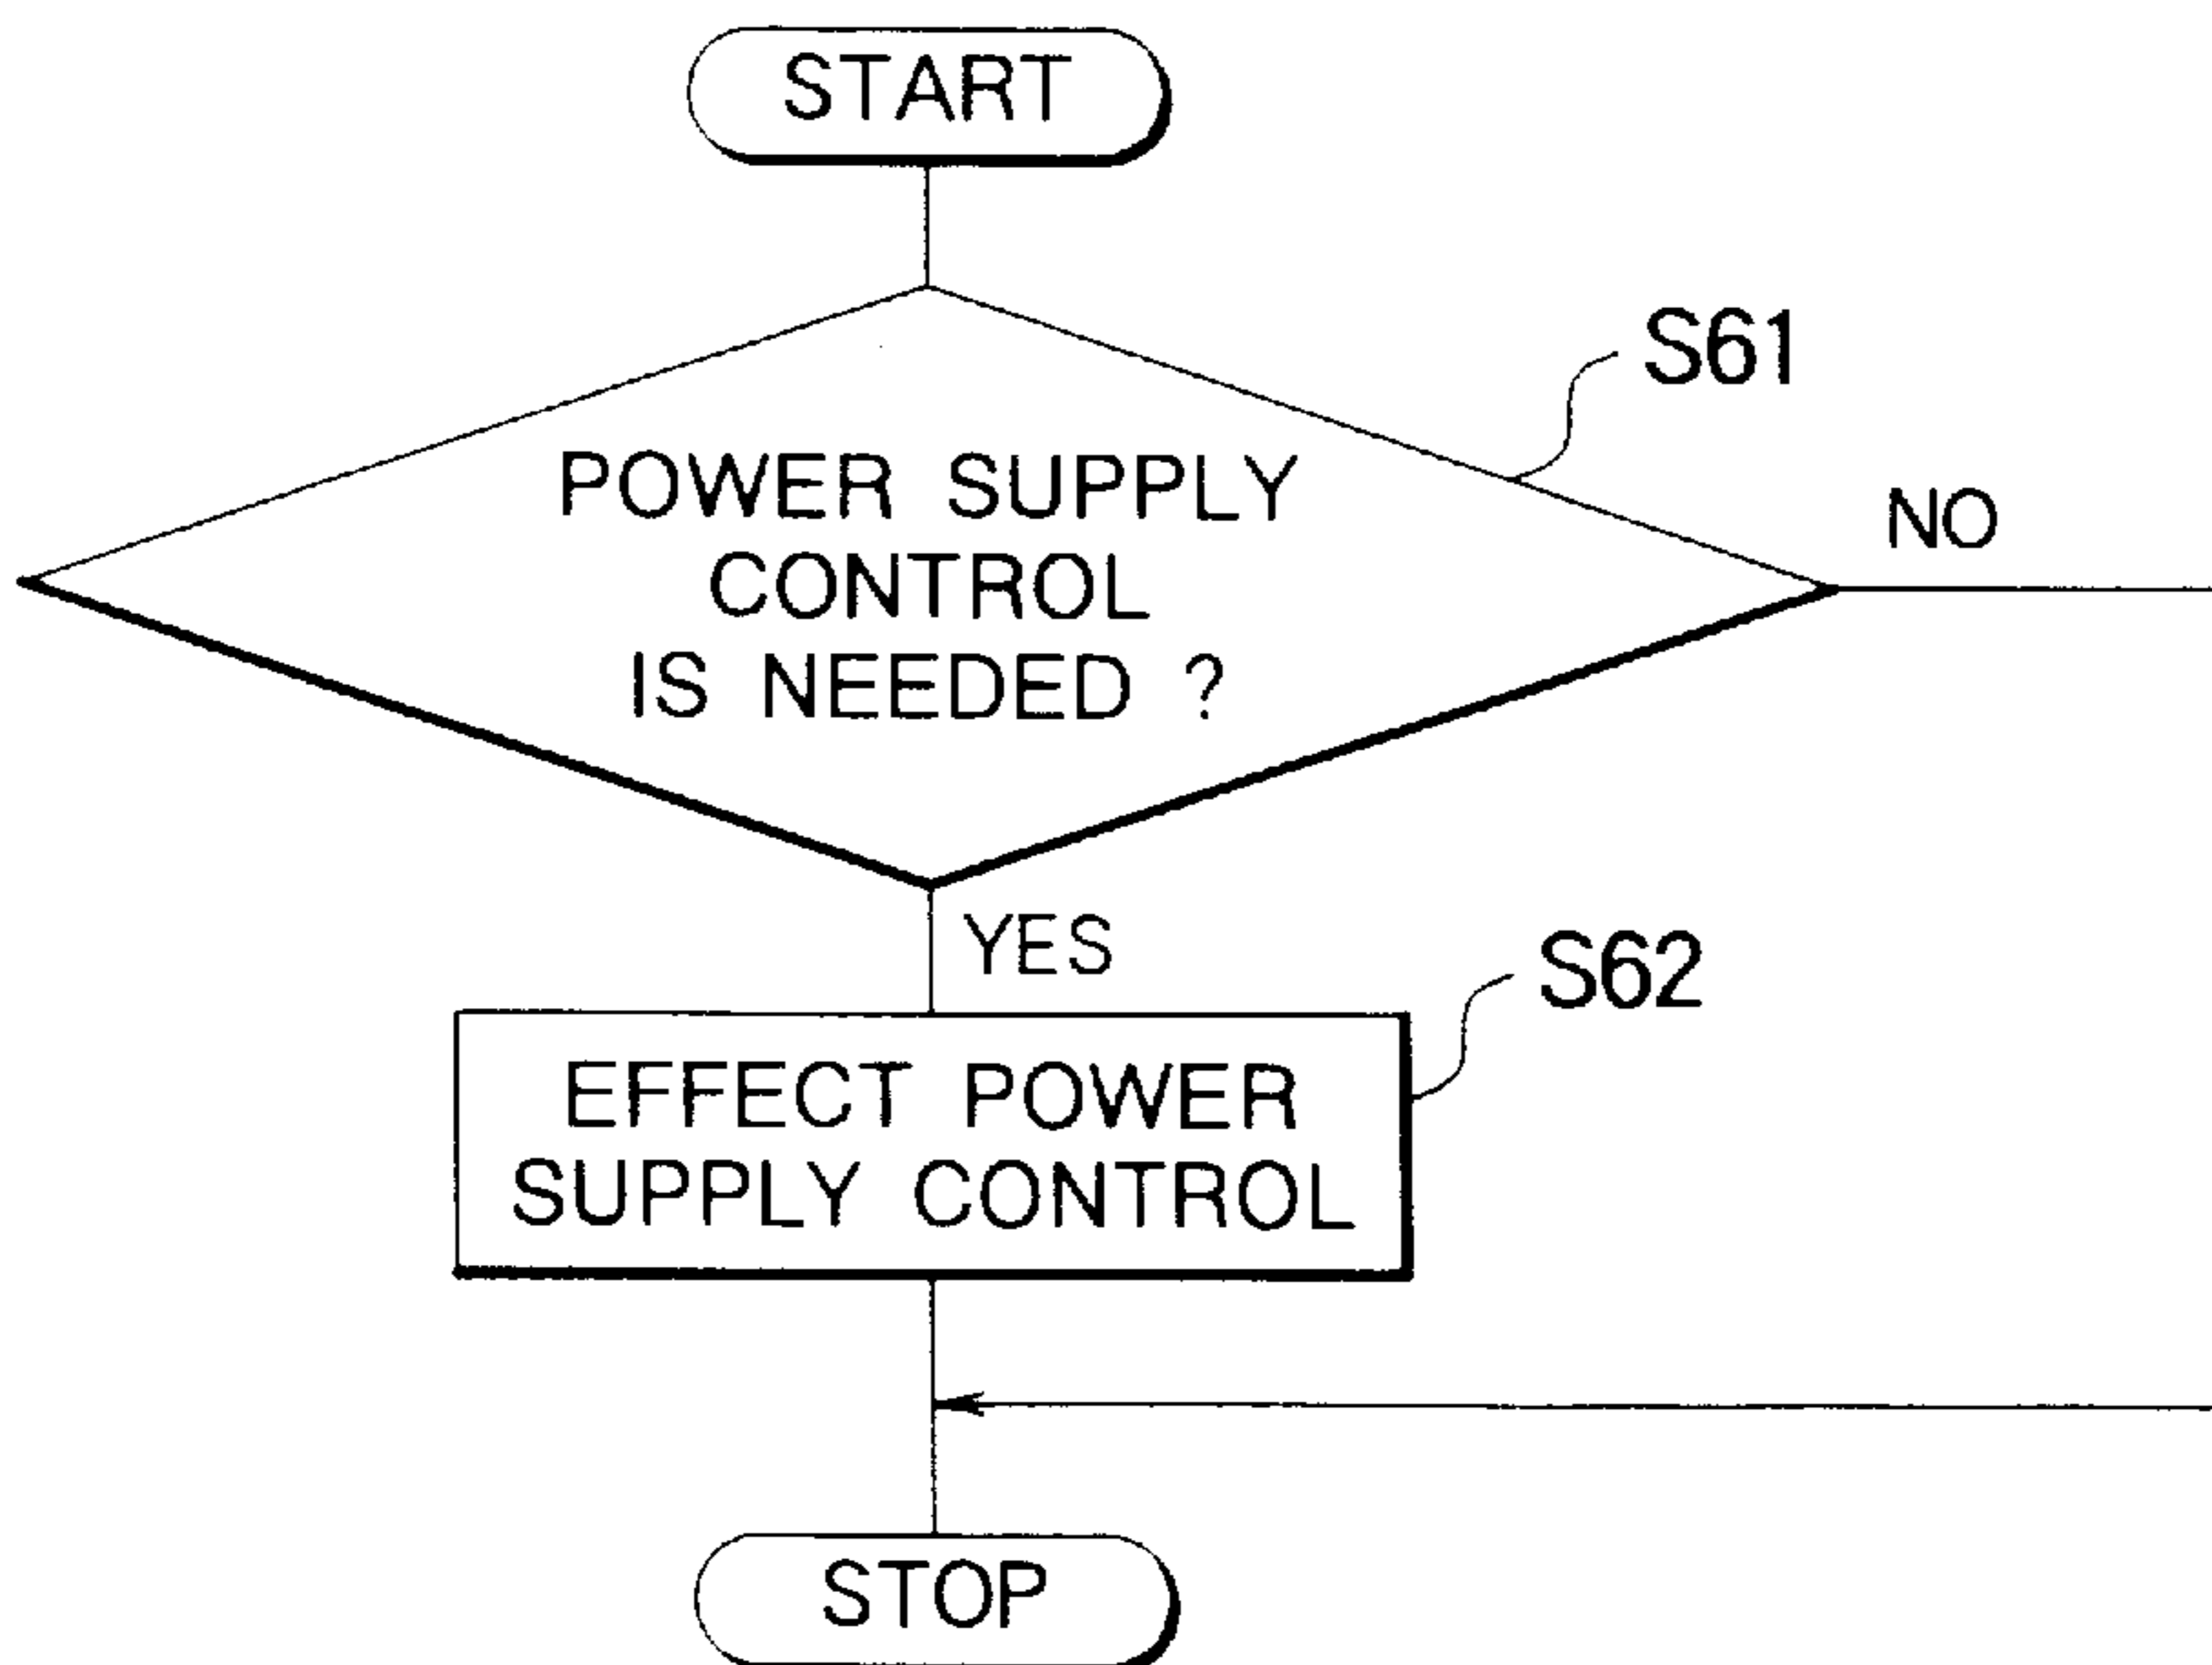 START
S61
POWER SUPPLY
CONTROL
IS NEEDED ?
NO
YES
S62
EFFECT POWER
SUPPLY CONTROL
STOP